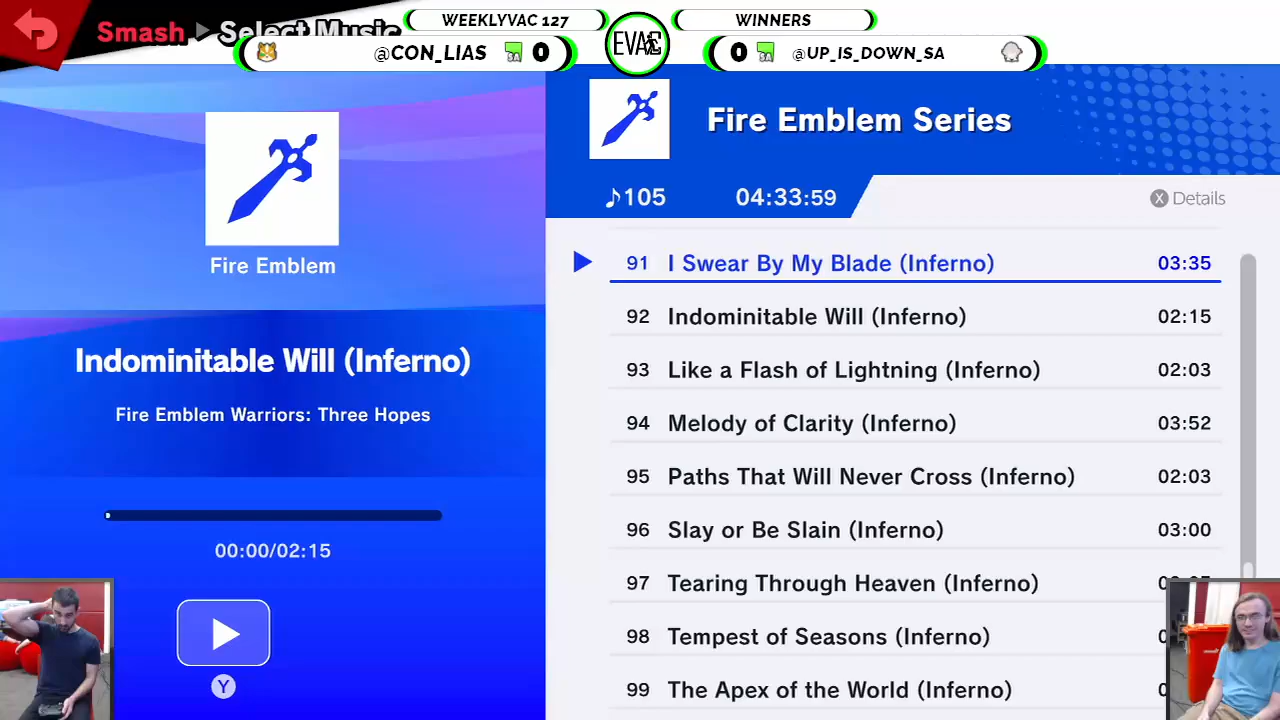 WEEKLYVAC 127
WINNERS
Smash ▶ Select Music
@CON_LIAS
SA
0
EVAC
0
SA
@UP_IS_DOWN_SA
Fire Emblem
Indominitable Will (Inferno)
Fire Emblem Warriors: Three Hopes
00:00/02:15
Y
Fire Emblem Series
♪105 04:33:59
X Details
91 I Swear By My Blade (Inferno) 03:35
92 Indominitable Will (Inferno) 02:15
93 Like a Flash of Lightning (Inferno) 02:03
94 Melody of Clarity (Inferno) 03:52
95 Paths That Will Never Cross (Inferno) 02:03
96 Slay or Be Slain (Inferno) 03:00
97 Tearing Through Heaven (Inferno)
98 Tempest of Seasons (Inferno)
99 The Apex of the World (Inferno)